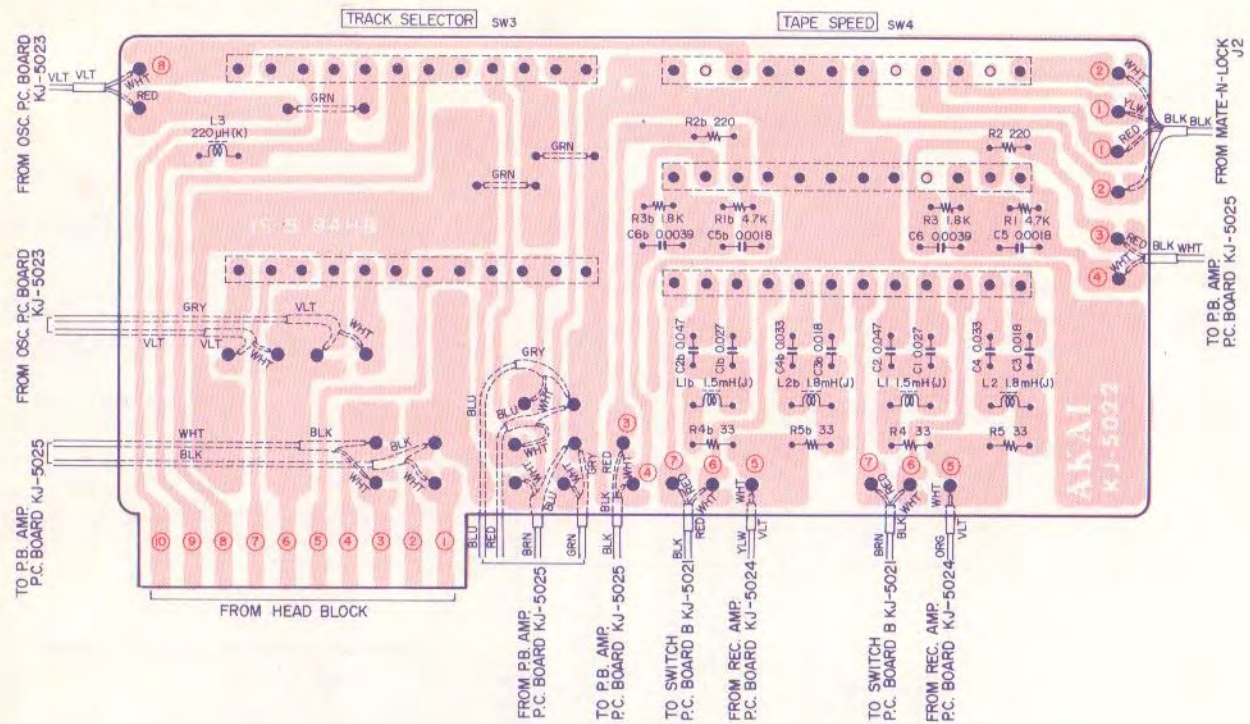 TRACK SELECTOR SW3
TAPE SPEED SW4
FROM OSC. P.C. BOARD
KJ-5023
VLT VLT
WHT
RED
8
GRN
L3
220μH(K)
GRN
GRN
R2b 220
R2 220
2
WHT
1
YLW
RED
1
2
BLK BLK
FROM MATE-N-LOCK
J2
R3b 1.8K
C6b 0.0039
R1b 4.7K
C5b 0.0018
R3 1.8K
C6 0.0039
R1 4.7K
C5 0.0018
3
RED
WHT
4
BLK WHT
TO P.B. AMP.
P.C. BOARD KJ-5025
FROM OSC. P.C. BOARD
KJ-5023
GRY
VLT
VLT
VLT
WHT
WHT
C2b 0.047
C1b 0.027
C4b 0.033
C3b 0.018
C2 0.047
C1 0.027
C4 0.033
C3 0.018
L1b 1.5mH(J)
L2b 1.8mH(J)
L1 1.5mH(J)
L2 1.8mH(J)
R4b 33
R5b 33
R4 33
R5 33
AKAI
KJ-5022
TO P.B. AMP.
P.C. BOARD KJ-5025
WHT
BLK
BLK
BLK
WHT
WHT
GRY
BLU
BLU
WHT
WHT
WHT
BLU
WHT
GRY
3
RED
WHT
4
BLK
7
RED
6
WHT
5
WHT
7
RED
6
WHT
5
WHT
10
9
8
7
6
5
4
3
2
1
FROM HEAD BLOCK
BLU
RED
BRN
GRN
BLK
BLK
RED
YLW
VLT
BRN
BLK
ORG
VLT
FROM P.B. AMP.
P.C. BOARD KJ-5025
TO P.B. AMP.
P.C. BOARD KJ-5025
TO SWITCH
P.C. BOARD B KJ-5021
FROM REC. AMP.
P.C. BOARD KJ-5024
TO SWITCH
P.C. BOARD B KJ-5021
FROM REC. AMP.
P.C. BOARD KJ-5024